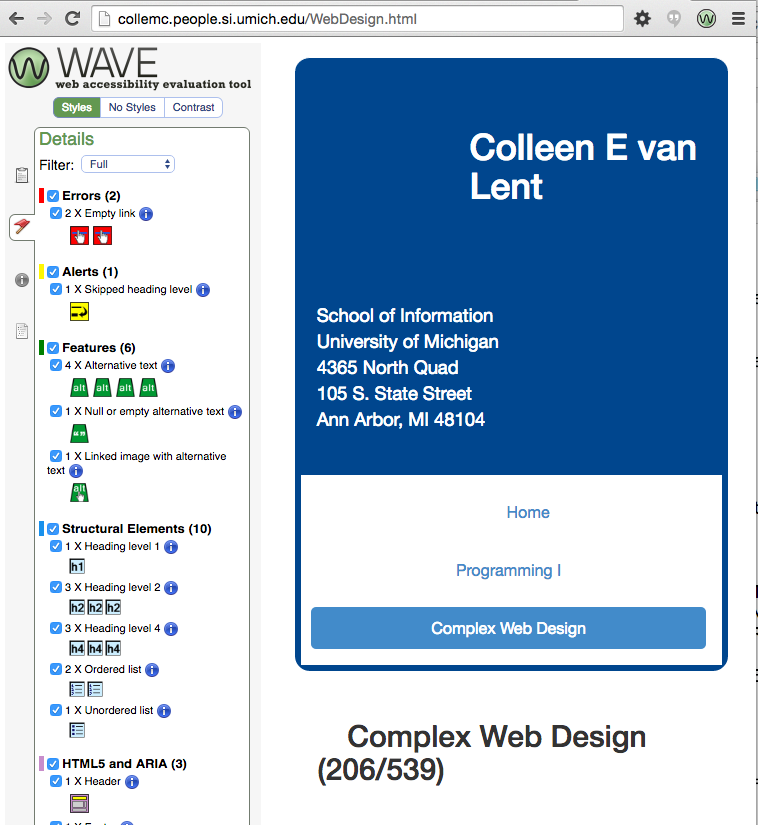 collemc.people.si.umich.edu/WebDesign.html
WAVE
web accessibility evaluation tool
Styles No Styles Contrast
Details
Filter: Full
Errors (2)
2 X Empty link
Alerts (1)
1 X Skipped heading level
Features (6)
4 X Alternative text
alt alt alt alt
1 X Null or empty alternative text
1 X Linked image with alternative
text
alt
Structural Elements (10)
1 X Heading level 1
h1
3 X Heading level 2
h2 h2 h2
3 X Heading level 4
h4 h4 h4
2 X Ordered list
1 X Unordered list
HTML5 and ARIA (3)
1 X Header
Colleen E van
Lent
School of Information
University of Michigan
4365 North Quad
105 S. State Street
Ann Arbor, MI 48104
Home
Programming I
Complex Web Design
Complex Web Design
(206/539)